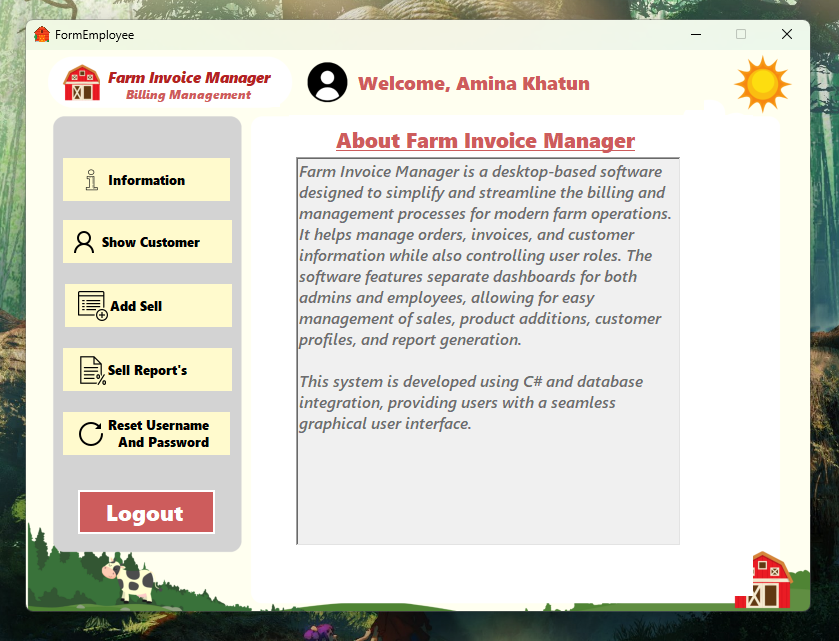 FormEmployee
Farm Invoice Manager
Billing Management
Welcome, Amina Khatun
Information
Show Customer
Add Sell
Sell Report's
Reset Username
And Password
Logout
About Farm Invoice Manager
Farm Invoice Manager is a desktop-based software
designed to simplify and streamline the billing and
management processes for modern farm operations.
It helps manage orders, invoices, and customer
information while also controlling user roles. The
software features separate dashboards for both
admins and employees, allowing for easy
management of sales, product additions, customer
profiles, and report generation.
This system is developed using C# and database
integration, providing users with a seamless
graphical user interface.